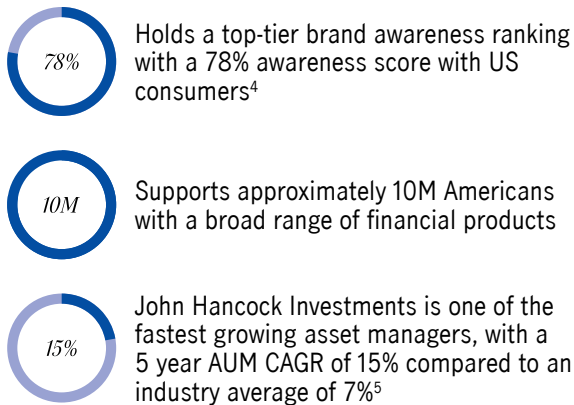 78%
Holds a top-tier brand awareness ranking
with a 78% awareness score with US
consumers⁴
10M
Supports approximately 10M Americans
with a broad range of financial products
15%
John Hancock Investments is one of the
fastest growing asset managers, with a
5 year AUM CAGR of 15% compared to an
industry average of 7%⁵